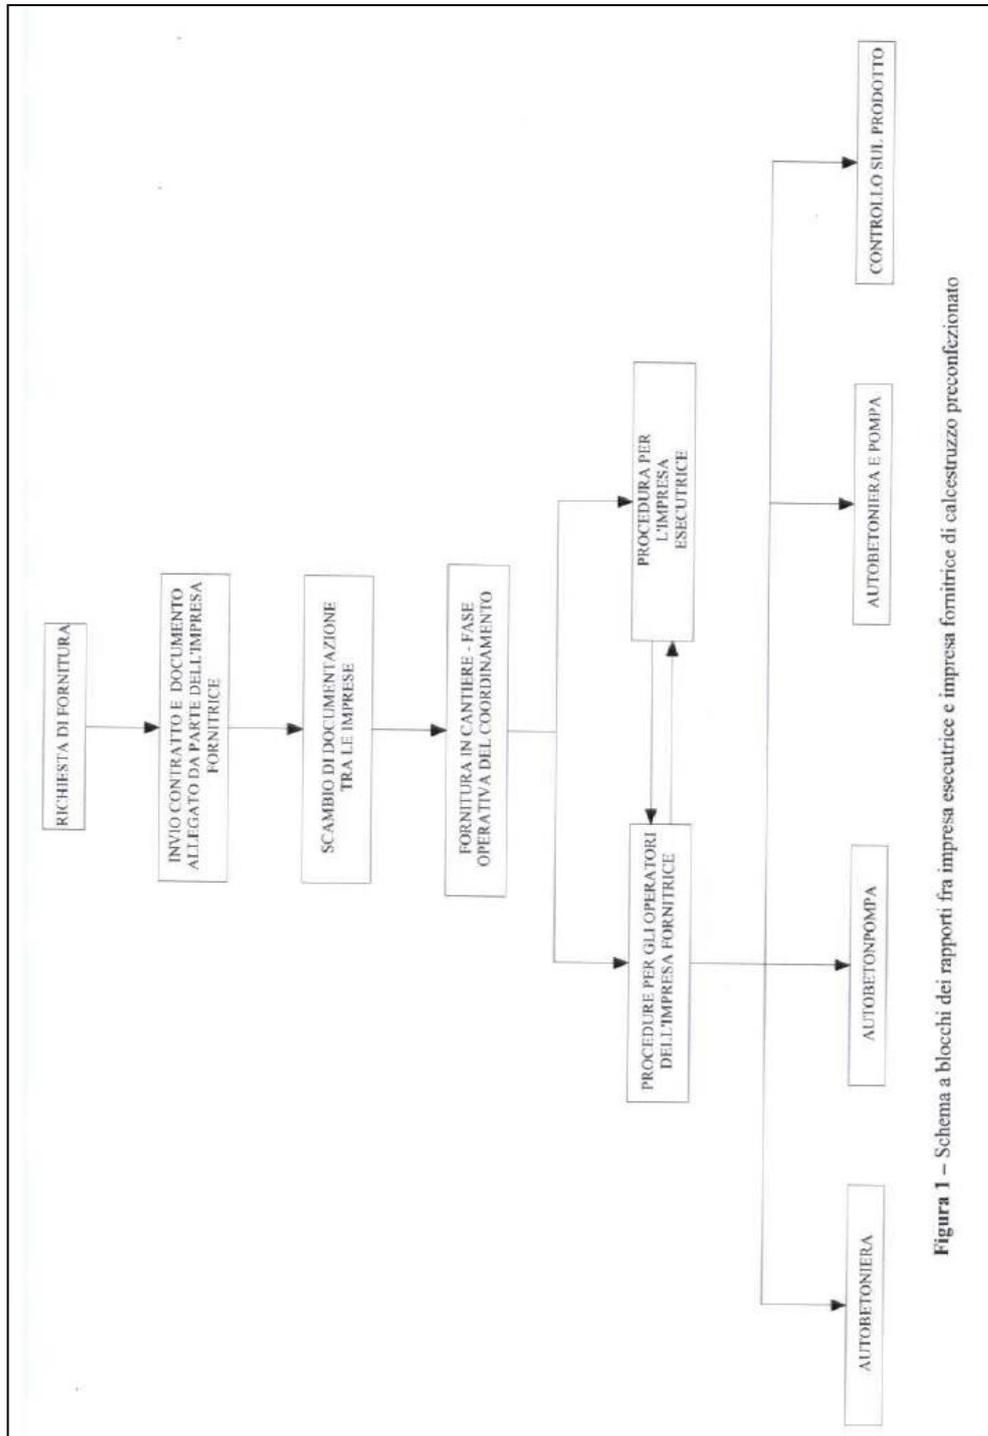 RICHIESTA DI FORNITURA
INVIO CONTRATTO E DOCUMENTO
ALLEGATO DA PARTE DELL'IMPRESA
FORNITRICE
SCAMBIO DI DOCUMENTAZIONE
TRA LE IMPRESE
FORNITURA IN CANTIERE - FASE
OPERATIVA DEL COORDINAMENTO
PROCEDURE PER GLI OPERATORI
DELL'IMPRESA FORNITRICE
PROCEDURA PER
L'IMPRESA
ESECUTRICE
AUTOBETONIERA
AUTOBETONPOMPA
AUTOBETONIERA E POMPA
CONTROLLO SUL PRODOTTO
Figura 1 – Schema a blocchi dei rapporti fra impresa esecutrice e impresa fornitrice di calcestruzzo preconfezionato